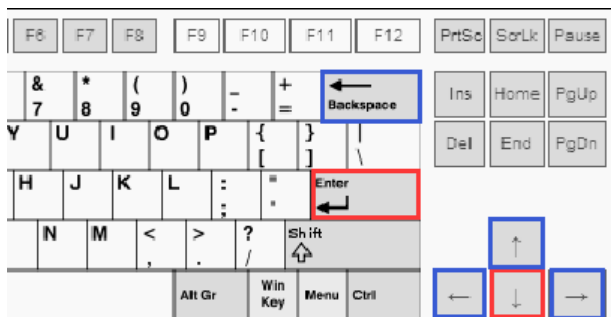 F6 F7 F8 F9 F10 F11 F12 PrtSc ScrLk Pause
& * ( ) _ +
7 8 9 0 - =
Backspace
Ins Home PgUp
Y U I O P { } |
[ ] \
Del End PgDn
H J K L : "
; '
Enter
N M < > ?
, . /
Shift
↑
Alt Gr Win Key Menu Ctrl
← ↓ →